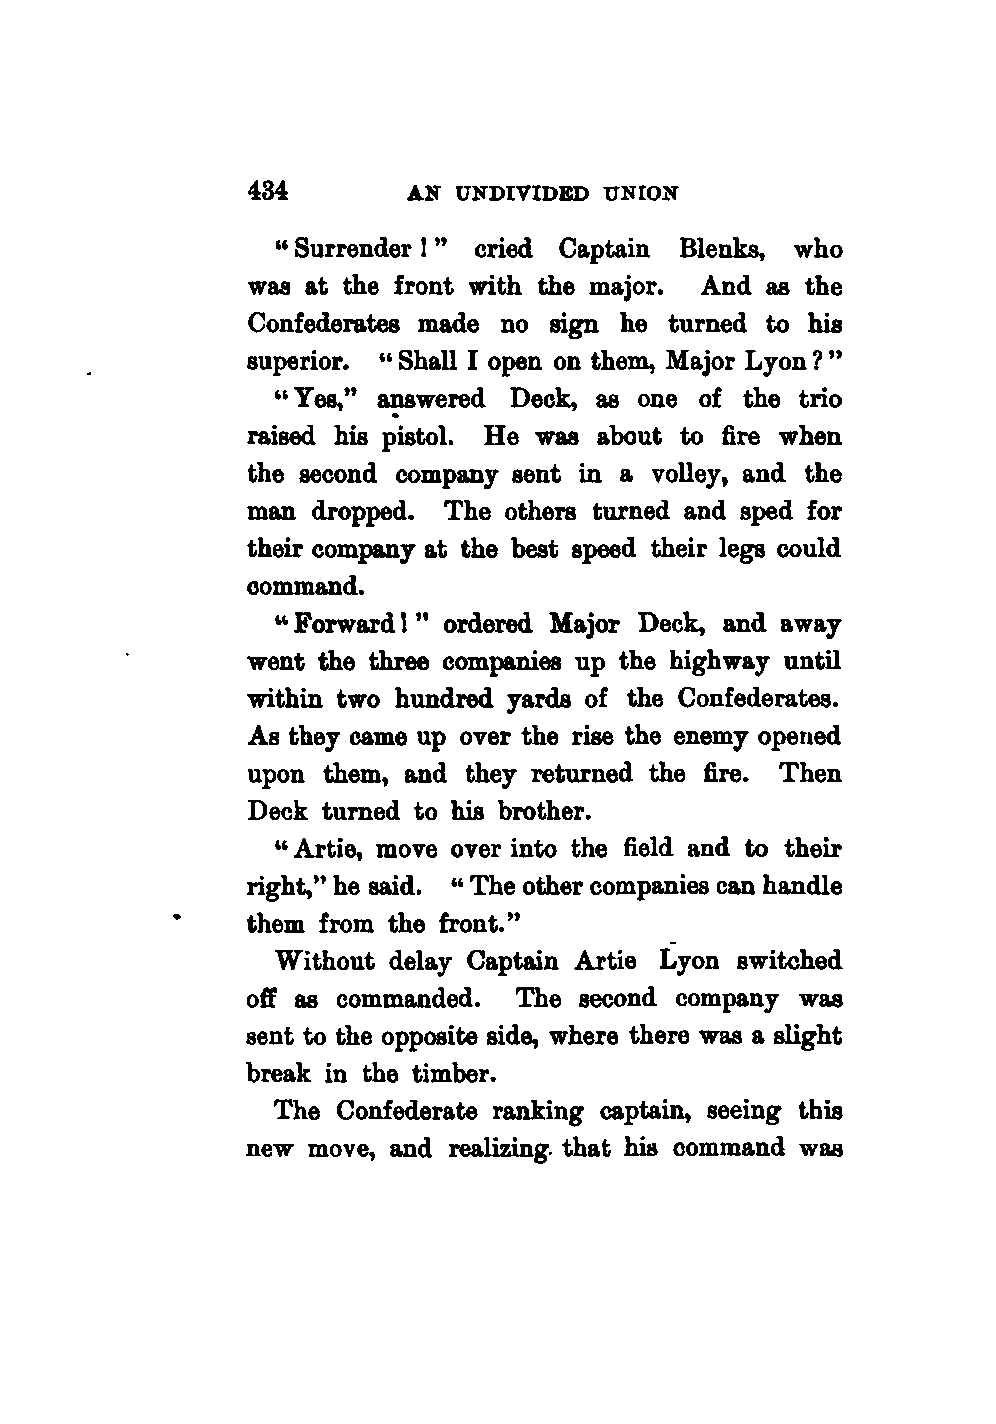 434 AN UNDIVIDED UNION
"Surrender!" cried Captain Blenks, who
was at the front with the major. And as the
Confederates made no sign he turned to his
superior. "Shall I open on them, Major Lyon?"
"Yes," answered Deck, as one of the trio
raised his pistol. He was about to fire when
the second company sent in a volley, and the
man dropped. The others turned and sped for
their company at the best speed their legs could
command.
"Forward!" ordered Major Deck, and away
went the three companies up the highway until
within two hundred yards of the Confederates.
As they came up over the rise the enemy opened
upon them, and they returned the fire. Then
Deck turned to his brother.
"Artie, move over into the field and to their
right," he said. "The other companies can handle
them from the front."
Without delay Captain Artie Lyon switched
off as commanded. The second company was
sent to the opposite side, where there was a slight
break in the timber.
The Confederate ranking captain, seeing this
new move, and realizing that his command was